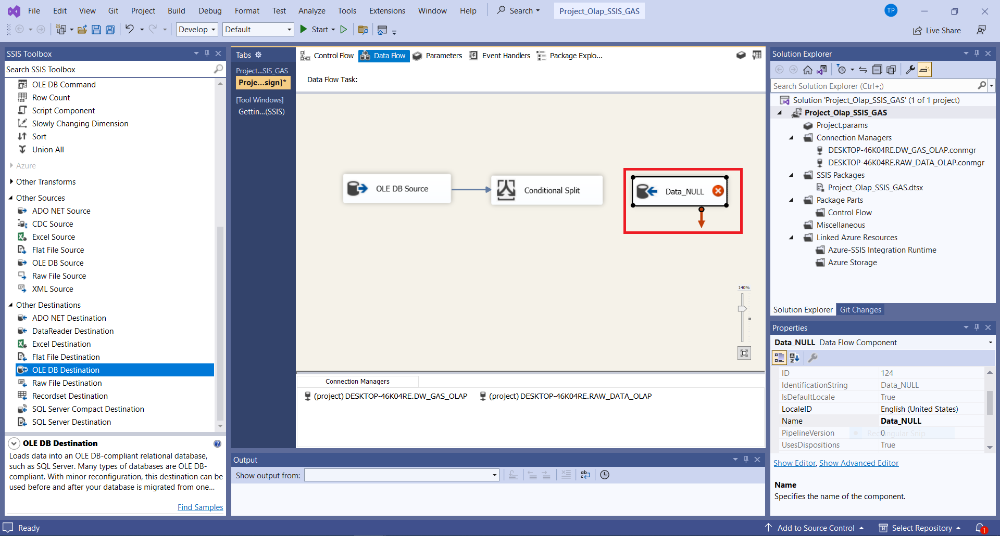 File Edit View Git Project Build Debug Format Test Analyze Tools Extensions Window Help Search Project_Olap_SSIS_GAS TP
Develop Default Start Live Share
SSIS Toolbox
Search SSIS Toolbox
OLE DB Command
Row Count
Script Component
Slowly Changing Dimension
Sort
Union All
Azure
Other Transforms
Other Sources
ADO NET Source
CDC Source
Excel Source
Flat File Source
OLE DB Source
Raw File Source
XML Source
Other Destinations
ADO NET Destination
DataReader Destination
Excel Destination
Flat File Destination
OLE DB Destination
Raw File Destination
Recordset Destination
SQL Server Compact Destination
SQL Server Destination
OLE DB Destination
Loads data into an OLE DB-compliant relational database,
such as SQL Server. Many types of databases are OLE DB-
compliant. With minor reconfiguration, this destination can be
used before and after your database is migrated from one...
Find Samples
Tabs
Project...SIS_GAS
Proje...sign]*
[Tool Windows]
Gettin...(SSIS)
Control Flow Data Flow Parameters Event Handlers Package Explo...
Data Flow Task:
OLE DB Source
Conditional Split
Data_NULL
140%
Connection Managers
(project) DESKTOP-46K04RE.DW_GAS_OLAP (project) DESKTOP-46K04RE.RAW_DATA_OLAP
Output
Show output from:
Solution Explorer
Search Solution Explorer (Ctrl+;)
Solution 'Project_Olap_SSIS_GAS' (1 of 1 project)
Project_Olap_SSIS_GAS
Project.params
Connection Managers
DESKTOP-46K04RE.DW_GAS_OLAP.conmgr
DESKTOP-46K04RE.RAW_DATA_OLAP.conmgr
SSIS Packages
Project_Olap_SSIS_GAS.dtsx
Package Parts
Control Flow
Miscellaneous
Linked Azure Resources
Azure-SSIS Integration Runtime
Azure Storage
Solution Explorer Git Changes
Properties
Data_NULL Data Flow Component
ID 124
IdentificationString Data_NULL
IsDefaultLocale True
LocaleID English (United States)
Name Data_NULL
PipelineVersion 0
Rectangular Snip
UsesDispositions True
Show Editor, Show Advanced Editor
Name
Specifies the name of the component.
Ready Add to Source Control Select Repository 1